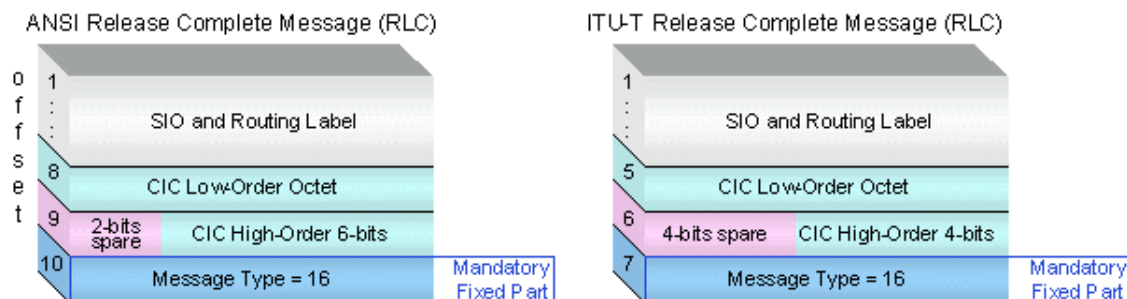 ANSI Release Complete Message (RLC)
offset
1
:
:
SIO and Routing Label
8
CIC Low-Order Octet
9
2-bits
spare
CIC High-Order 6-bits
10
Message Type = 16
Mandatory
Fixed Part
ITU-T Release Complete Message (RLC)
1
:
:
SIO and Routing Label
5
CIC Low-Order Octet
6
4-bits spare
CIC High-Order 4-bits
7
Message Type = 16
Mandatory
Fixed Part